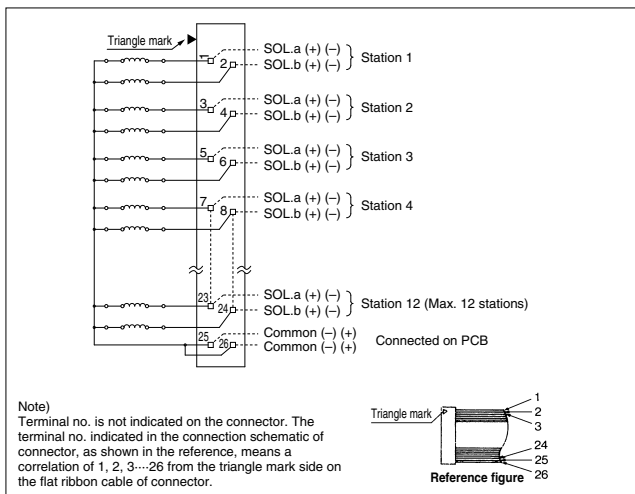 Triangle mark
1
SOL.a (+) (–)
2
SOL.b (+) (–)
Station 1
3
SOL.a (+) (–)
4
SOL.b (+) (–)
Station 2
5
SOL.a (+) (–)
6
SOL.b (+) (–)
Station 3
7
SOL.a (+) (–)
8
SOL.b (+) (–)
Station 4
23
SOL.a (+) (–)
24
SOL.b (+) (–)
Station 12 (Max. 12 stations)
25
Common (–) (+)
26
Common (–) (+)
Connected on PCB
Note)
Terminal no. is not indicated on the connector. The
terminal no. indicated in the connection schematic of
connector, as shown in the reference, means a
correlation of 1, 2, 3····26 from the triangle mark side on
the flat ribbon cable of connector.
Triangle mark
1
2
3
24
25
26
Reference figure